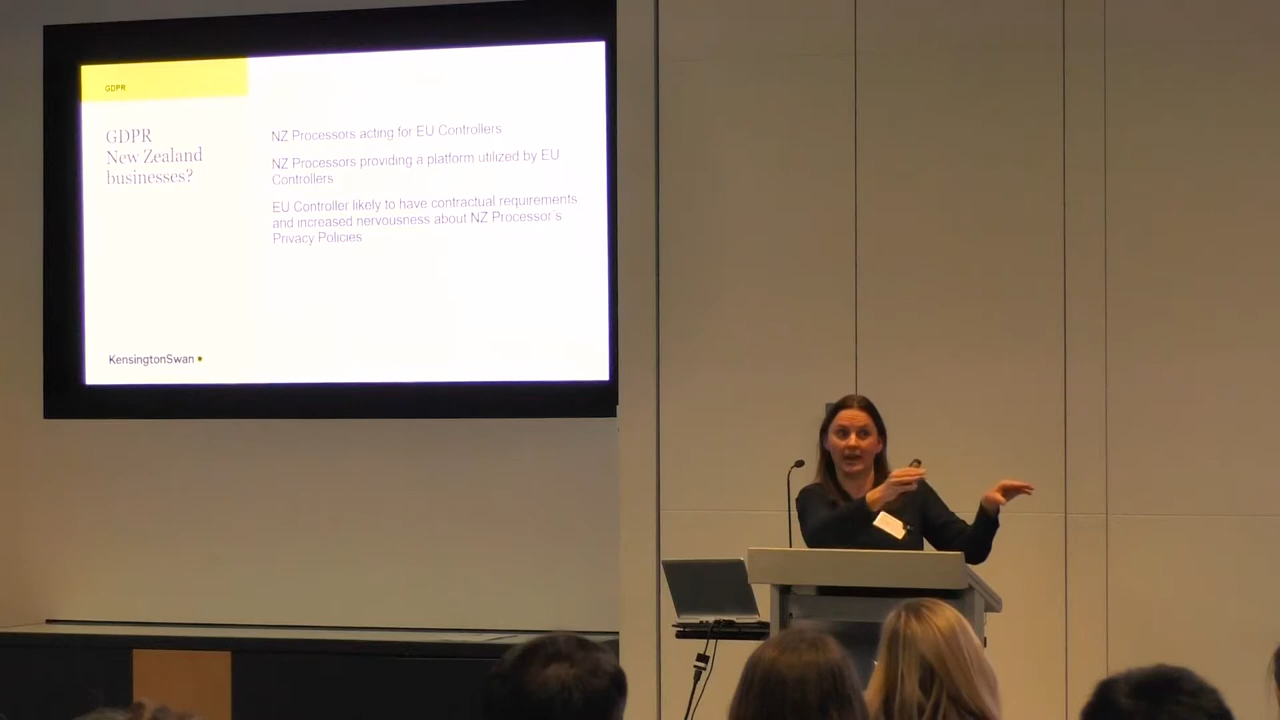 GDPR
GDPR
New Zealand
businesses?
NZ Processors acting for EU Controllers
NZ Processors providing a platform utilized by EU
Controllers
EU Controller likely to have contractual requirements
and increased nervousness about NZ Processor s
Privacy Policies
KensingtonSwan